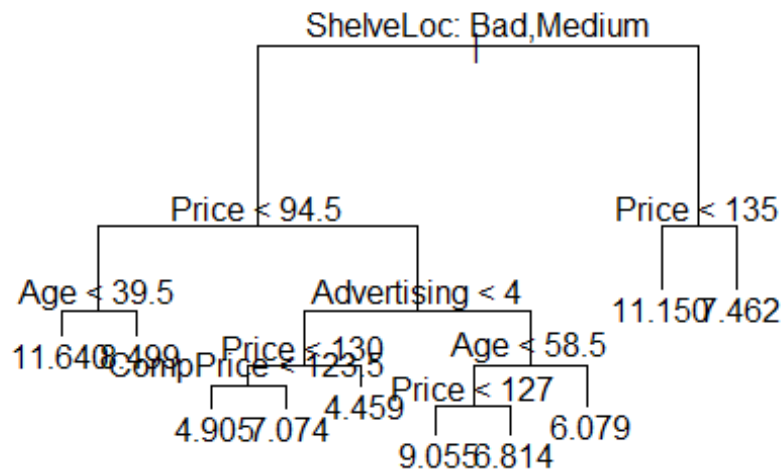 ShelveLoc: Bad,Medium
Price < 94.5
Price < 135
Age < 39.5
Advertising < 4
11.150
7.462
11.640
8.499
Price < 130
Age < 58.5
CompPrice < 123.5
Price < 127
4.459
4.905
7.074
6.079
9.055
6.814